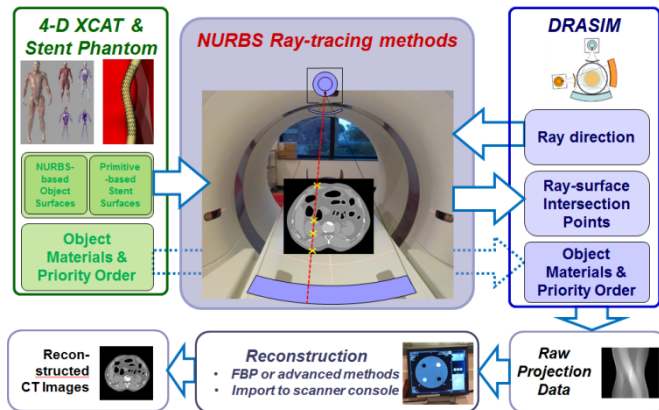 4-D XCAT &
Stent Phantom
NURBS-
based
Object
Surfaces
Primitive
-based
Stent
Surfaces
Object
Materials &
Priority Order
NURBS Ray-tracing methods
DRASIM
Ray direction
Ray-surface
Intersection
Points
Object
Materials &
Priority Order
Recon-
structed
CT Images
Reconstruction
• FBP or advanced methods
• Import to scanner console
Raw
Projection
Data